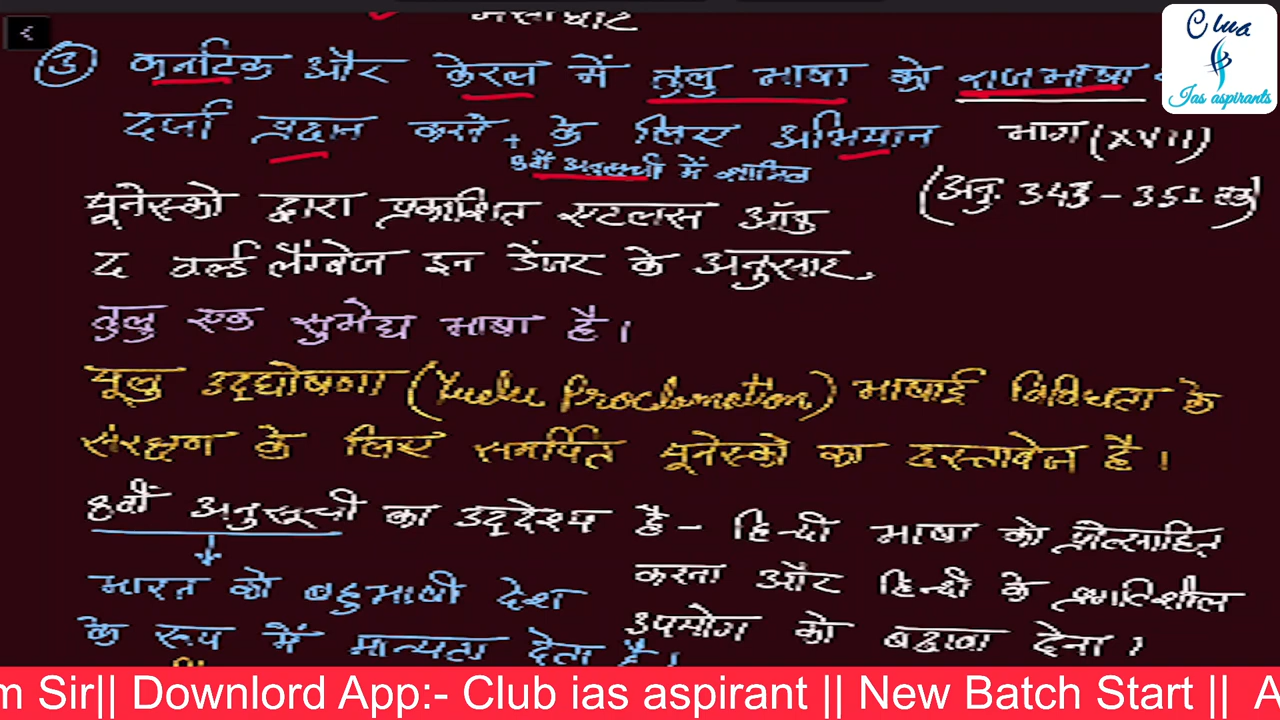 Clua
Ias aspirants
③ कर्नाटक और केरल में तुलु भाषा को राजभाषा
दर्जा प्रदान करने + के लिए अभियान भाग (XVII)
8वीं अनुसूची में शामिल
(अनु. 343 - 351 तक)
यूनेस्को द्वारा प्रकाशित एटलस ऑफ
द वर्ल्ड लैंग्वेज इन डेंजर के अनुसार,
तुलु एक सुभेद्य भाषा है।
यूलु उद्घोषणा (Yuelu Proclamation) भाषाई विविधता के
संरक्षण के लिए समर्पित यूनेस्को का दस्तावेज है।
8वीं अनुसूची का उद्देश्य है - हिन्दी भाषा को प्रोत्साहित
करना और हिन्दी के प्रगतिशील
उपयोग को बढ़ावा देना।
भारत को बहुभाषी देश
के रूप में मान्यता देता है।
m Sir|| Downlord App:- Club ias aspirant || New Batch Start || A